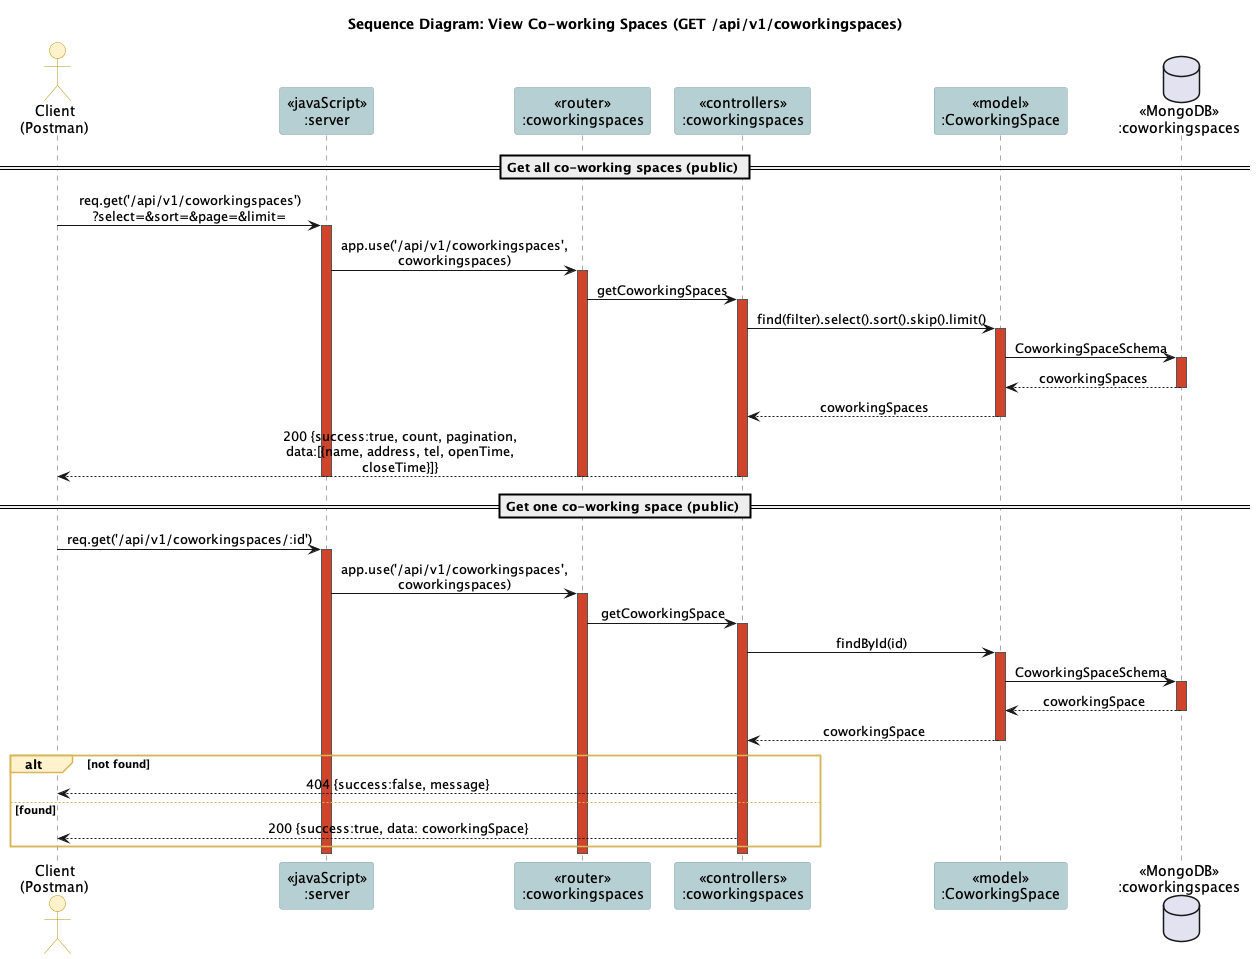 Sequence Diagram: View Co-working Spaces (GET /api/v1/coworkingspaces)
Client
(Postman)
«javaScript»
:server
«router»
:coworkingspaces
«controllers»
:coworkingspaces
«model»
:CoworkingSpace
«MongoDB»
:coworkingspaces
Get all co-working spaces (public)
req.get('/api/v1/coworkingspaces')
?select=&sort=&page=&limit=
app.use('/api/v1/coworkingspaces',
coworkingspaces)
getCoworkingSpaces
find(filter).select().sort().skip().limit()
CoworkingSpaceSchema
coworkingSpaces
coworkingSpaces
200 {success:true, count, pagination,
data:[{name, address, tel, openTime,
closeTime}]}
Get one co-working space (public)
req.get('/api/v1/coworkingspaces/:id')
app.use('/api/v1/coworkingspaces',
coworkingspaces)
getCoworkingSpace
findById(id)
CoworkingSpaceSchema
coworkingSpace
coworkingSpace
alt [not found]
404 {success:false, message}
[found]
200 {success:true, data: coworkingSpace}
Client
(Postman)
«javaScript»
:server
«router»
:coworkingspaces
«controllers»
:coworkingspaces
«model»
:CoworkingSpace
«MongoDB»
:coworkingspaces